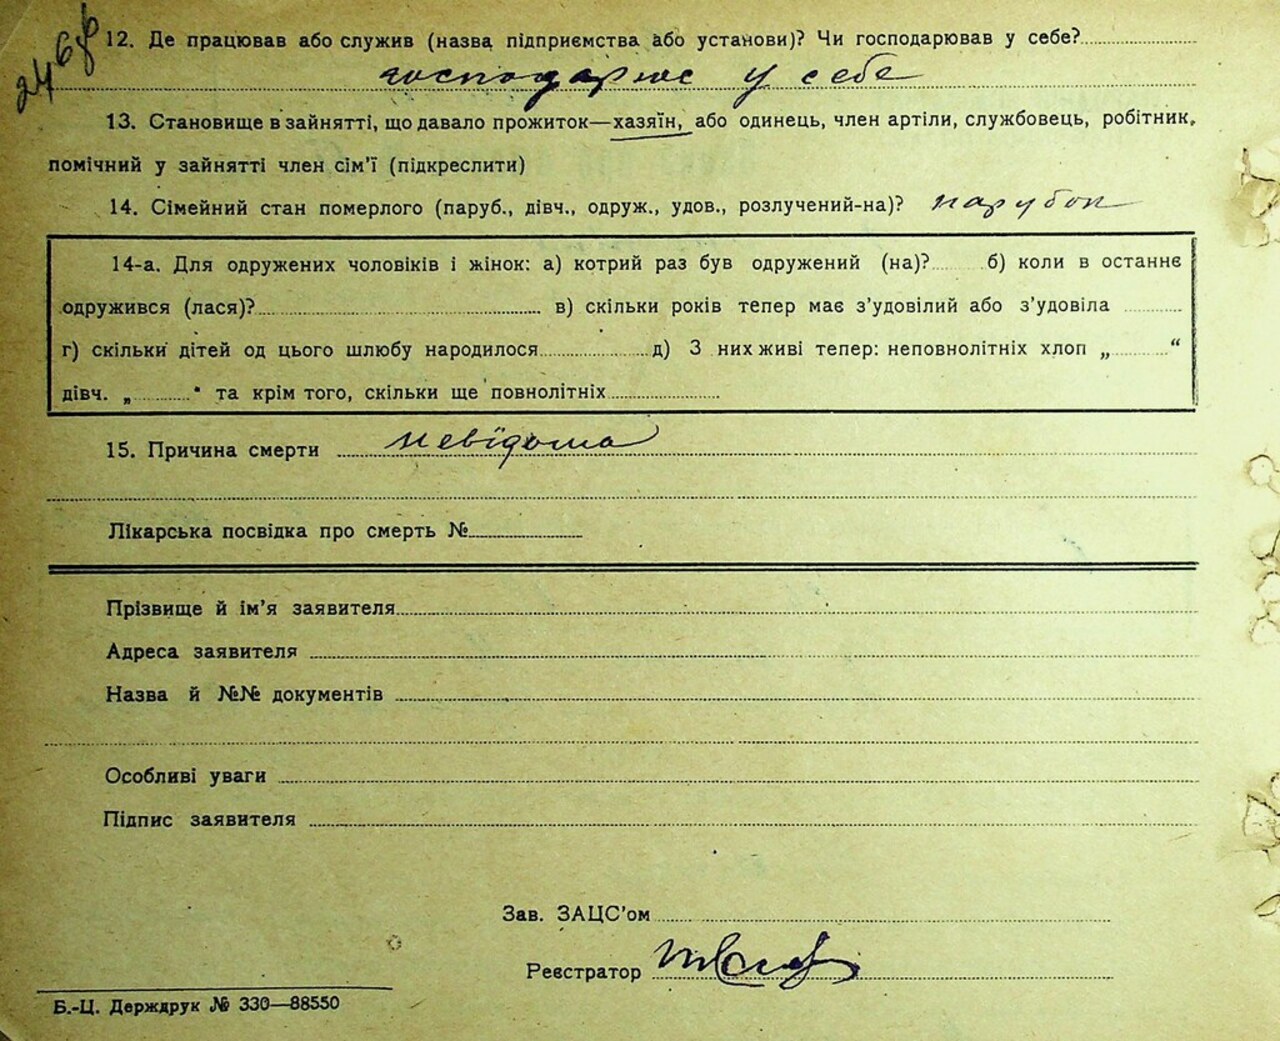 246
12. Де працював або служив (назва підприємства або установи)? Чи господарював у себе?
господарює у себе
13. Становище в зайнятті, що давало прожиток—хазяїн, або одинець, член артіли, службовець, робітник,
помічний у зайнятті член сім'ї (підкреслити)
14. Сімейний стан померлого (паруб., дівч., одруж., удов., розлучений-на)? парубок
14-а. Для одружених чоловіків і жінок: а) котрий раз був одружений (на)? б) коли в останнє
одружився (лася)? в) скільки років тепер має з'удовілий або з'удовіла
г) скільки дітей од цього шлюбу народилося д) З них живі тепер: неповнолітніх хлоп „ “
дівч. „ “ та крім того, скільки ще повнолітніх
15. Причина смерти невідома
Лікарська посвідка про смерть №
Прізвище й ім'я заявителя
Адреса заявителя
Назва й №№ документів
Особливі уваги
Підпис заявителя
Зав. ЗАЦС'ом
Реєстратор
Б.-Ц. Держдрук № 330—88550